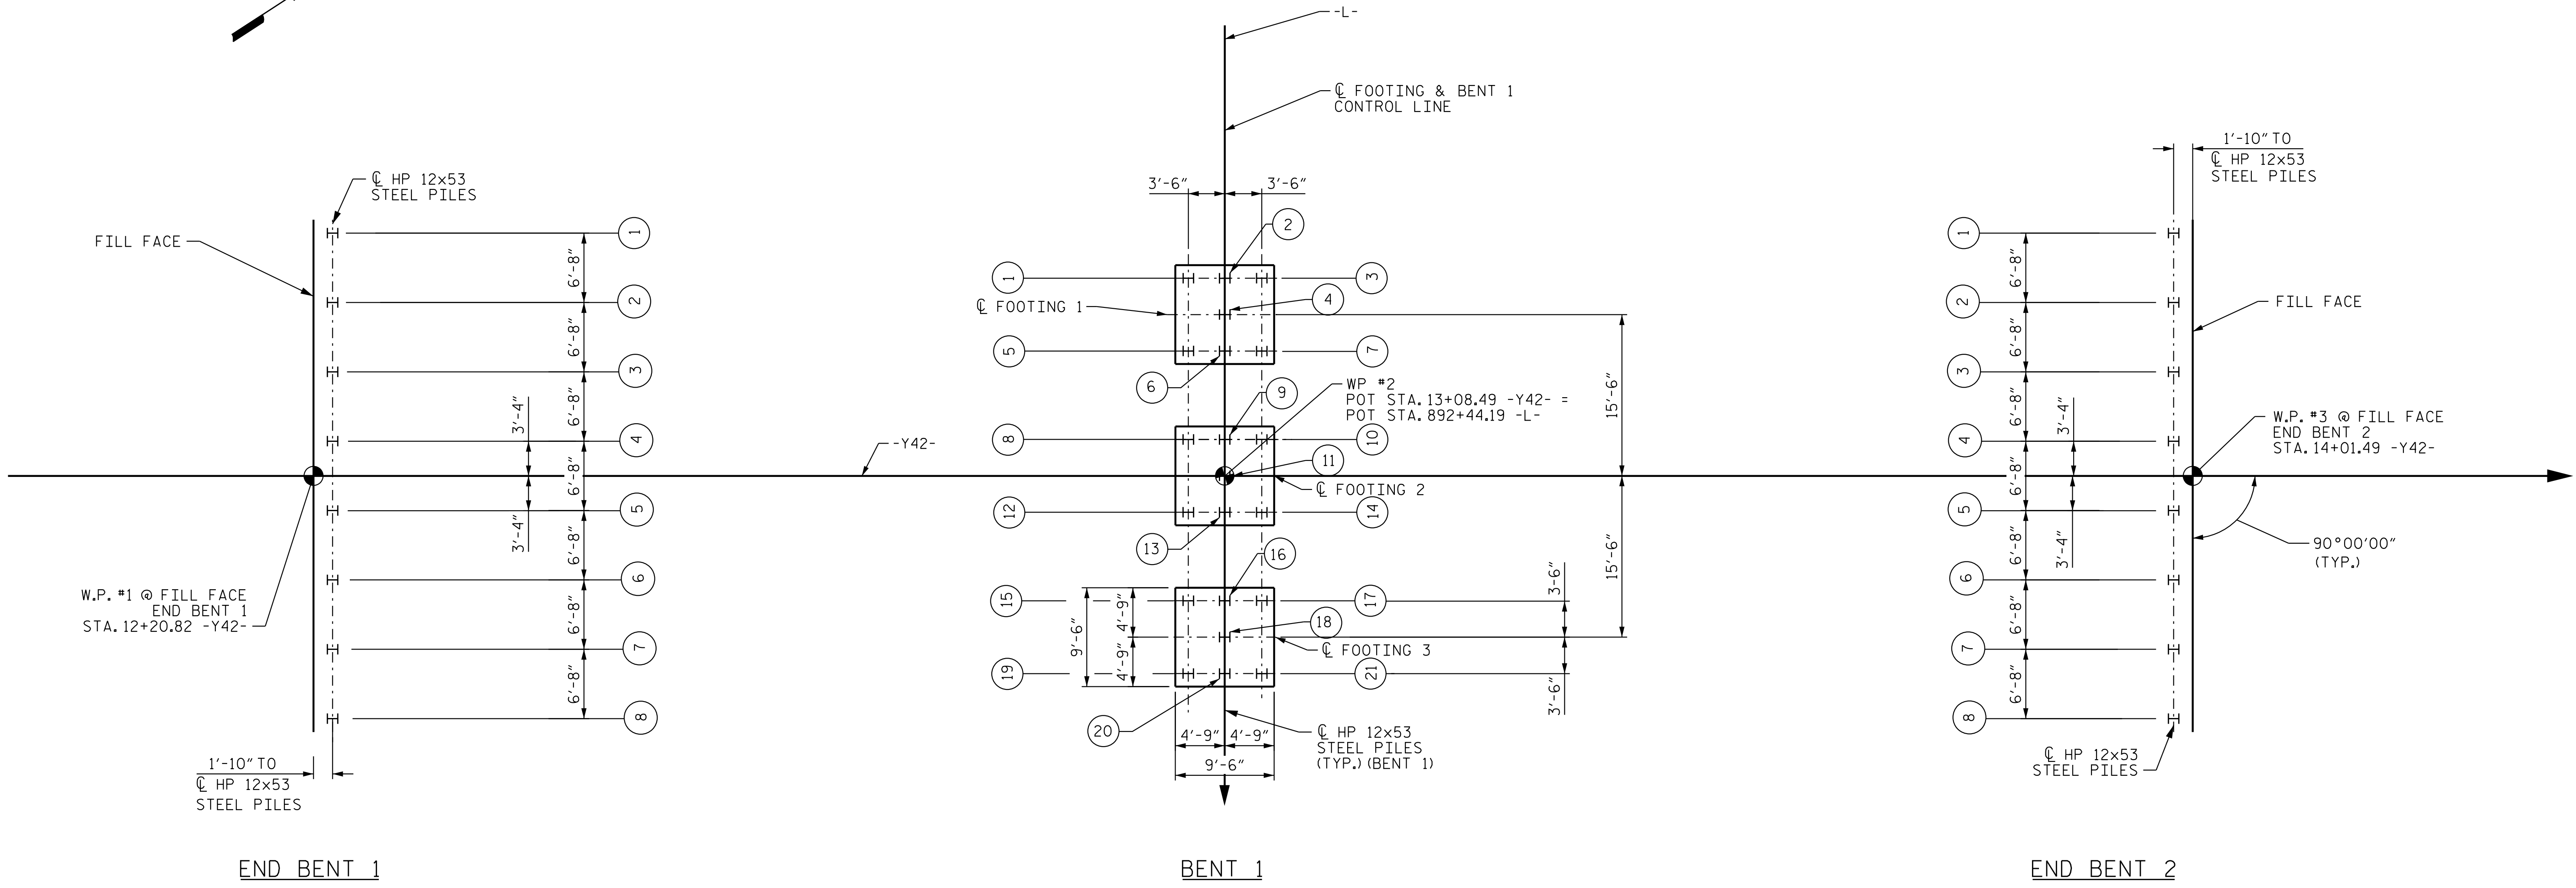 ℄ HP 12x53
STEEL PILES
FILL FACE
1
2
3
4
5
6
7
8
6'-8"
6'-8"
6'-8"
6'-8"
6'-8"
6'-8"
6'-8"
3'-4"
3'-4"
W.P. #1 @ FILL FACE
END BENT 1
STA. 12+20.82 -Y42-
1'-10" TO
℄ HP 12x53
STEEL PILES
END BENT 1
-Y42-
-L-
℄ FOOTING & BENT 1
CONTROL LINE
3'-6"
3'-6"
2
1
3
℄ FOOTING 1
4
5
7
6
9
WP #2
POT STA. 13+08.49 -Y42- =
POT STA. 892+44.19 -L-
8
10
11
℄ FOOTING 2
12
14
13
16
15
17
18
℄ FOOTING 3
19
21
20
15'-6"
15'-6"
3-6"
3'-6"
9'-6"
4'-9"
4'-9"
4'-9"
4'-9"
9'-6"
℄ HP 12x53
STEEL PILES
(TYP.) (BENT 1)
BENT 1
1'-10" TO
℄ HP 12x53
STEEL PILES
1
2
3
4
5
6
7
8
6'-8"
6'-8"
6'-8"
6'-8"
6'-8"
6'-8"
6'-8"
3'-4"
3'-4"
FILL FACE
W.P. #3 @ FILL FACE
END BENT 2
STA. 14+01.49 -Y42-
90°00'00"
(TYP.)
℄ HP 12x53
STEEL PILES
END BENT 2